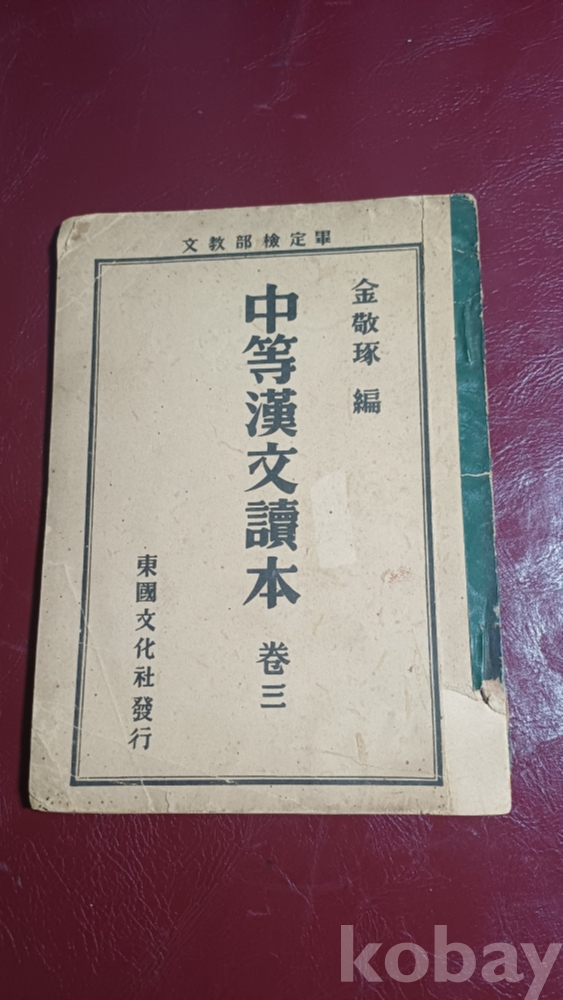 文敎部檢定畢
金敬琢 編
中等漢文讀本 卷三
東國文化社發行
kobay